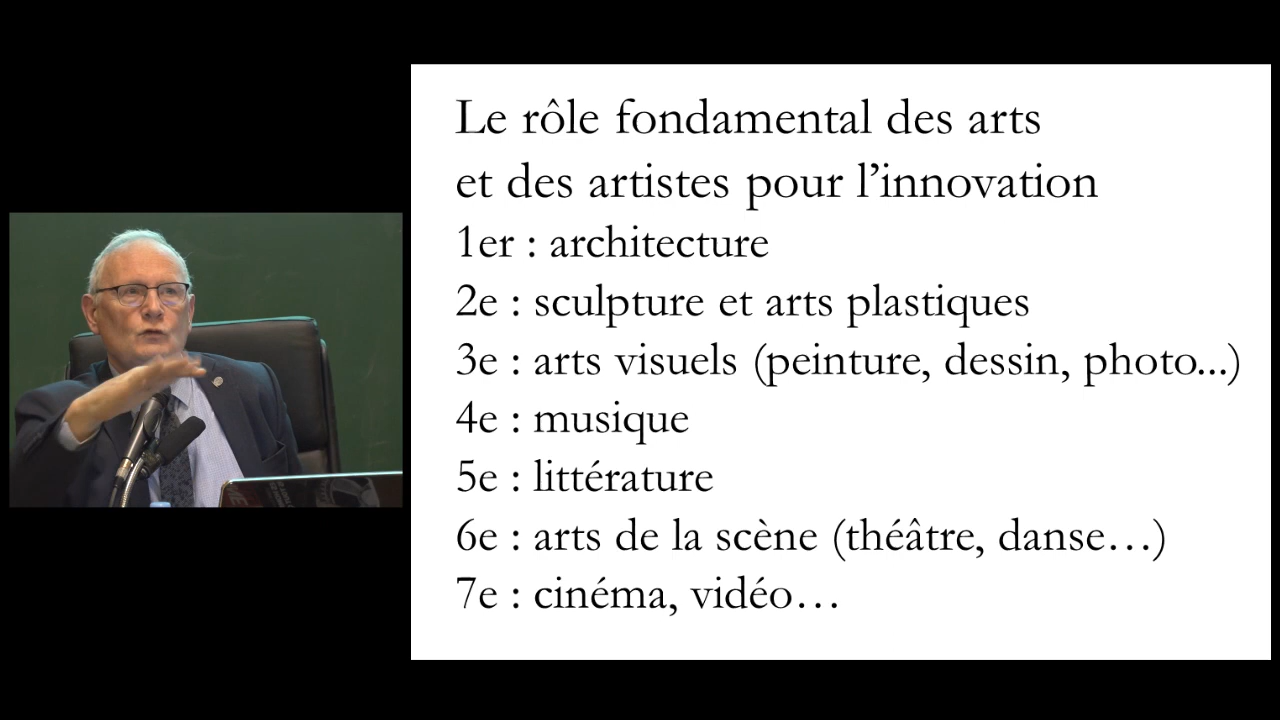 Le rôle fondamental des arts
et des artistes pour l’innovation
1er : architecture
2e : sculpture et arts plastiques
3e : arts visuels (peinture, dessin, photo...)
4e : musique
5e : littérature
6e : arts de la scène (théâtre, danse…)
7e : cinéma, vidéo…